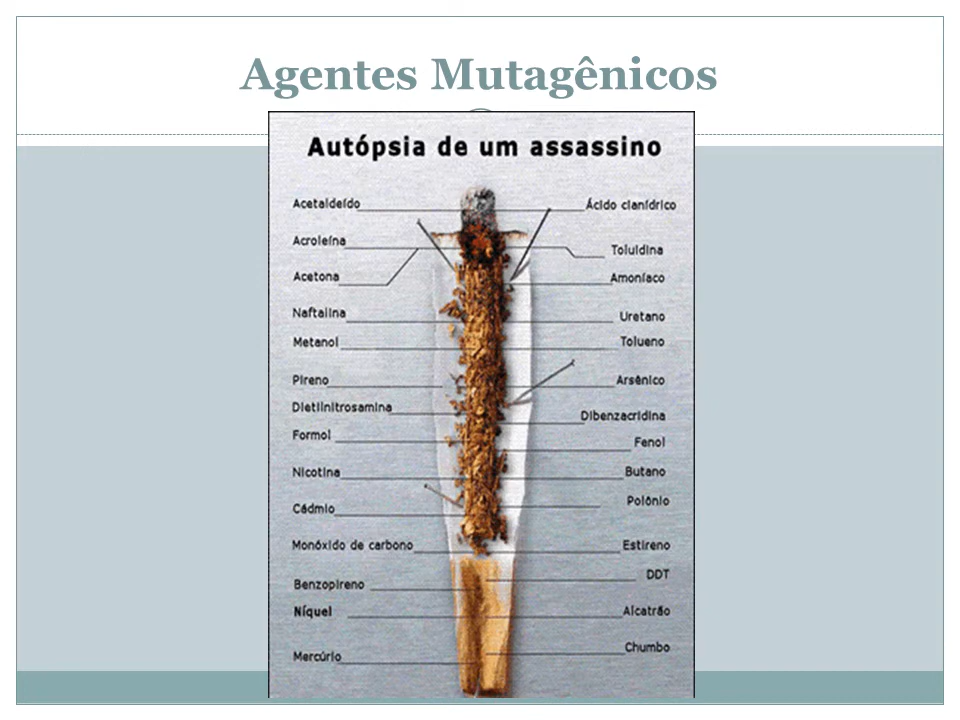 Agentes Mutagênicos
Autópsia de um assassino
Acetaldeído
Ácido cianídrico
Acroleína
Toluidina
Acetona
Amoníaco
Naftalina
Uretano
Metanol
Tolueno
Pireno
Arsênico
Dietilnitrosamina
Dibenzacridina
Formol
Fenol
Nicotina
Butano
Cádmio
Polônio
Monóxido de carbono
Estireno
Benzopireno
DDT
Níquel
Alcatrão
Mercúrio
Chumbo